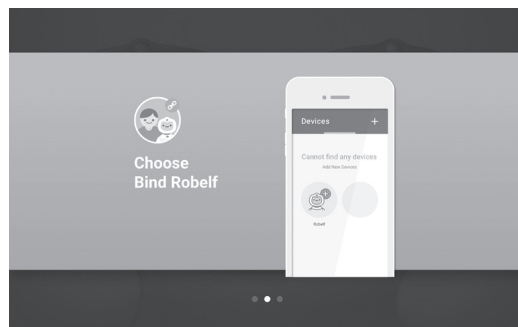 Choose
Bind Robelf
Devices +
Cannot find any devices
Add New Devices
Robelf